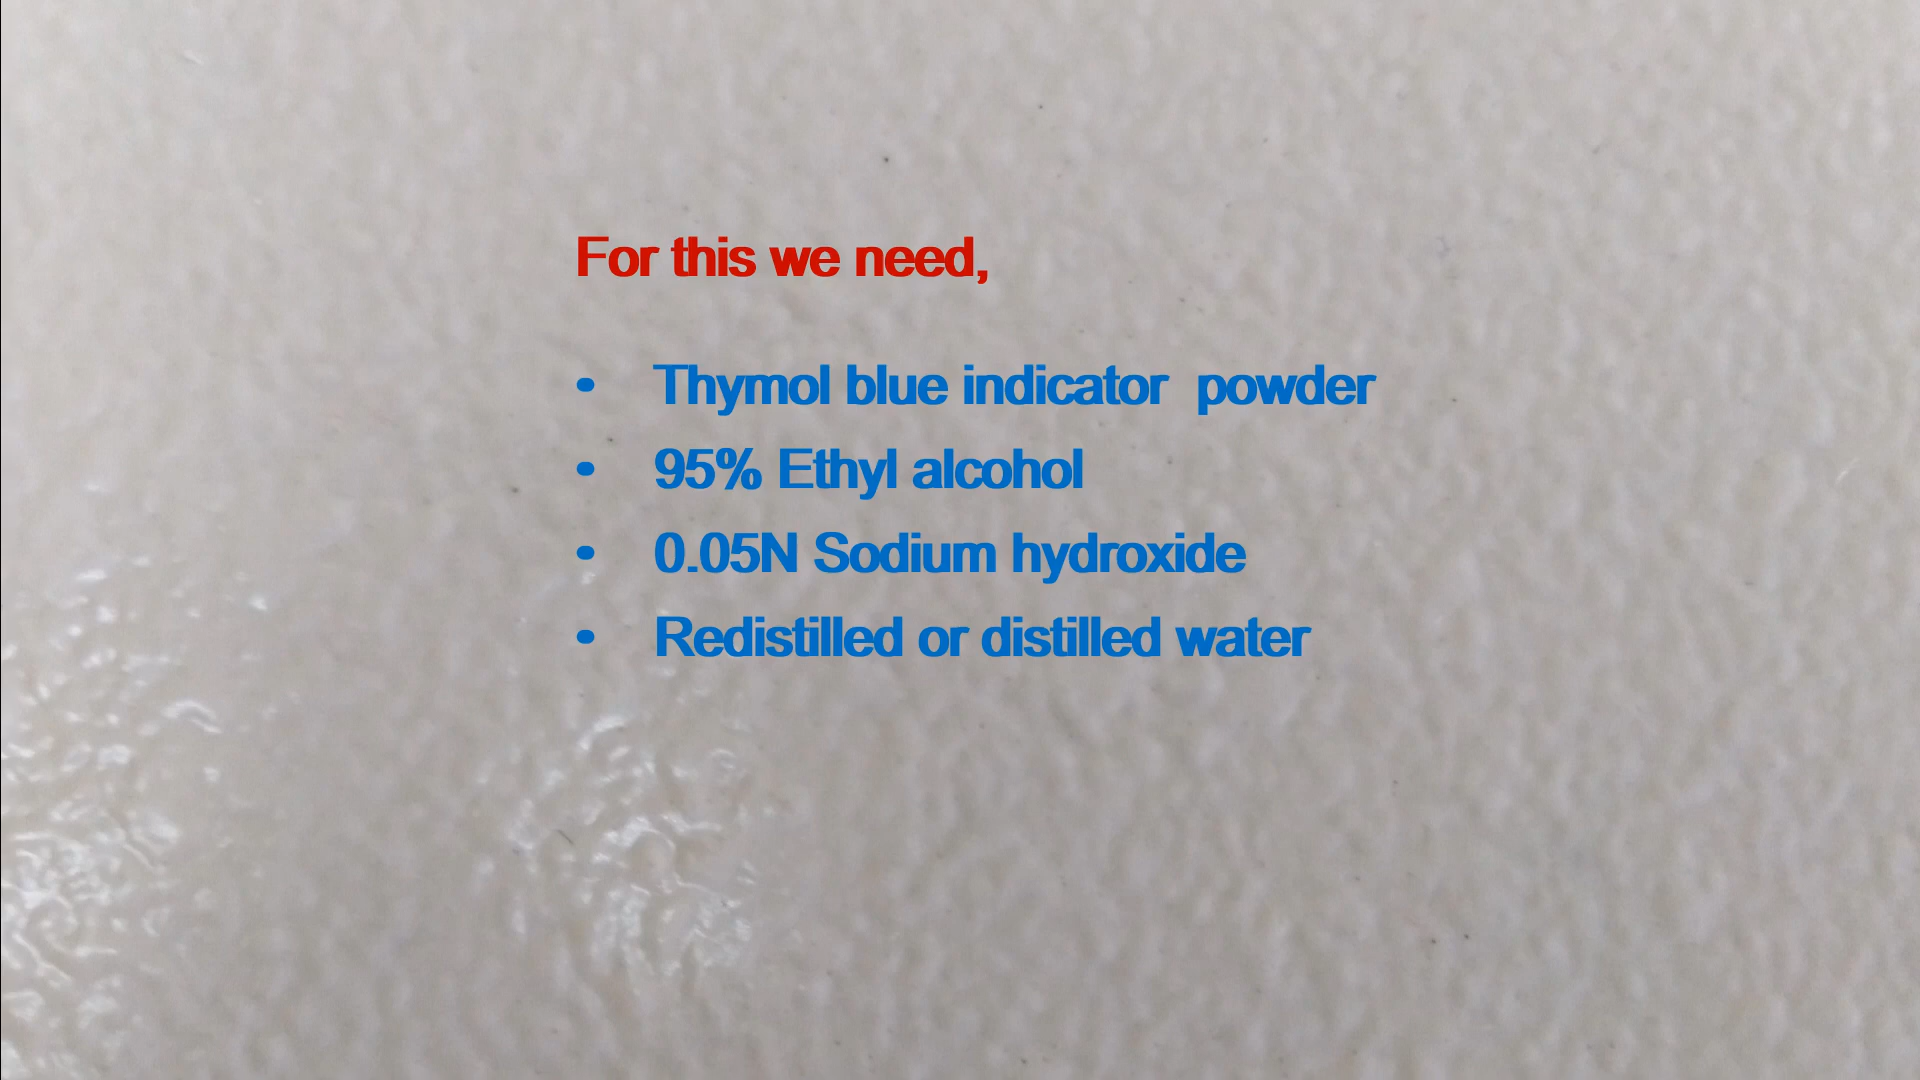 For this we need,
• Thymol blue indicator powder
• 95% Ethyl alcohol
• 0.05N Sodium hydroxide
• Redistilled or distilled water